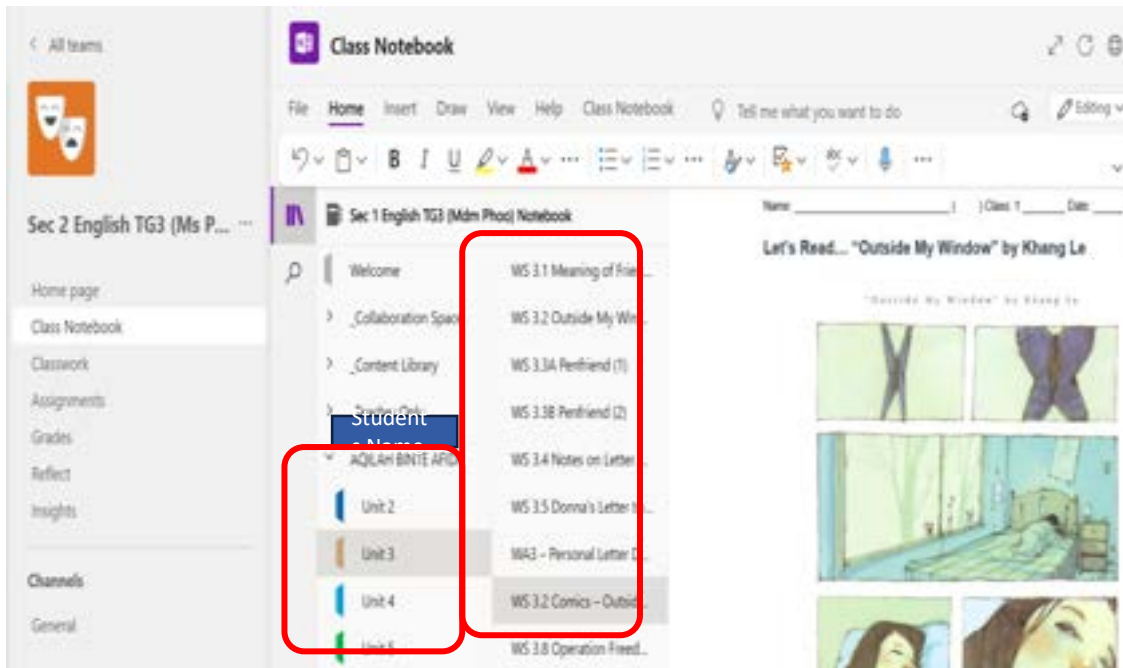 All teams
Class Notebook
File Home Insert Draw View Help Class Notebook Tell me what you want to do Editing
B I U A abc
Sec 2 English TG3 (Ms P... ...
Home page
Class Notebook
Classwork
Assignments
Grades
Reflect
Insights
Channels
General
Sec 1 English TG3 (Mdm Phoo) Notebook
Welcome
_Collaboration Space
_Content Library
Student
s Name
AQILAH BINTE
Unit 2
Unit 3
Unit 4
Unit 5
WS 3.1 Meaning of Frie...
WS 3.2 Outside My Win...
WS 3.3A Penfriend (1)
WS 3.3B Penfriend (2)
WS 3.4 Notes on Letter
WS 3.5 Donna's Letter t...
WA3 – Personal Letter D...
WS 3.2 Comics – Outsid...
WS 3.8 Operation Freed...
Name: ( ) Class: 1 Date:
Let's Read... "Outside My Window" by Khang Le
"Outside My Window" by Khang Le